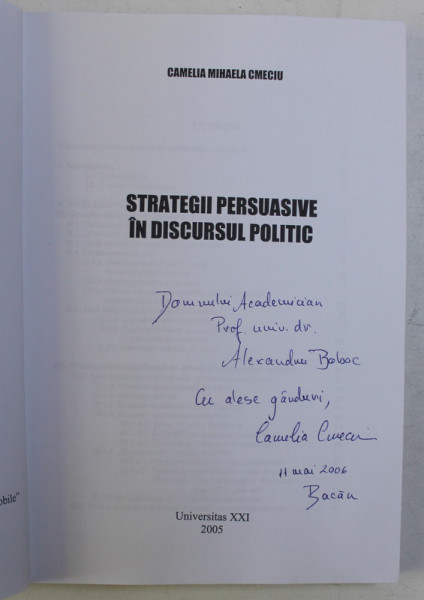 CAMELIA MIHAELA CMECIU
STRATEGII PERSUASIVE
ÎN DISCURSUL POLITIC
Domnului Academician
Prof. univ. dr.
Alexandru Boboc
Cu alese gânduri,
Camelia Cmeciu
11 mai 2006
Bacău
obile"
Universitas XXI
2005